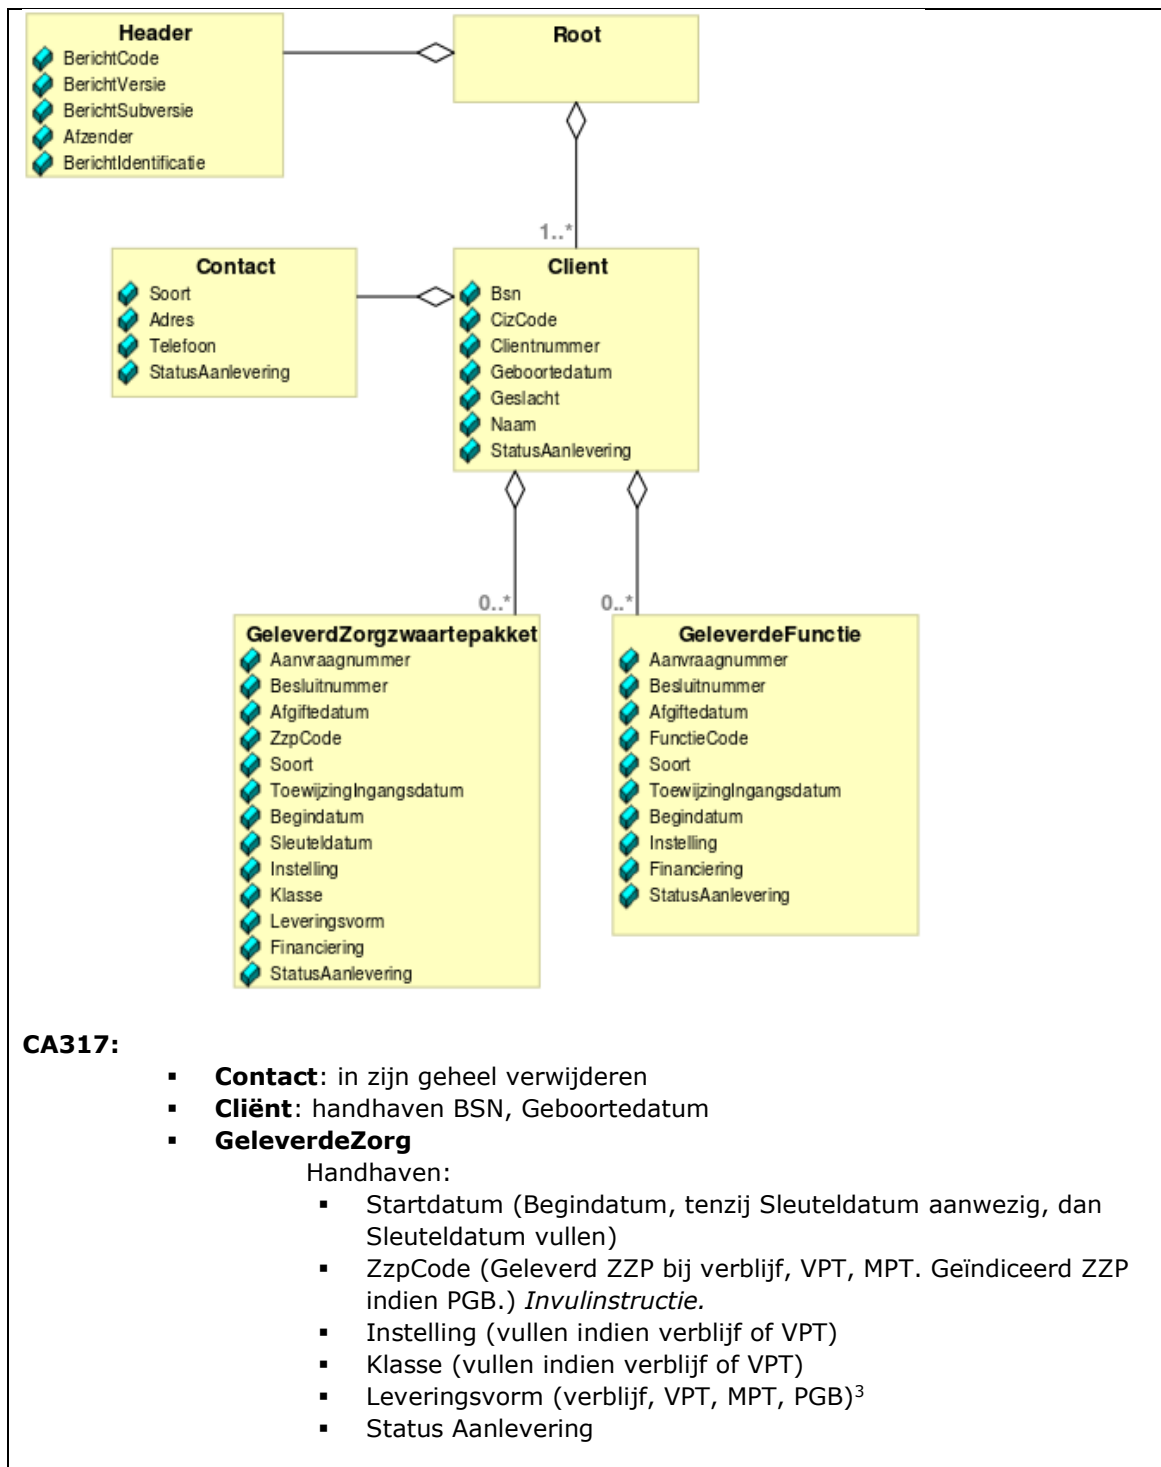 Header
BerichtCode
BerichtVersie
BerichtSubversie
Afzender
BerichtIdentificatie
Root
1..*
Contact
Soort
Adres
Telefoon
StatusAanlevering
Client
Bsn
CizCode
Clientnummer
Geboortedatum
Geslacht
Naam
StatusAanlevering
0..*
0..*
GeleverdZorgzwaartepakket
Aanvraagnummer
Besluitnummer
Afgiftedatum
ZzpCode
Soort
ToewijzingIngangsdatum
Begindatum
Sleuteldatum
Instelling
Klasse
Leveringsvorm
Financiering
StatusAanlevering
GeleverdeFunctie
Aanvraagnummer
Besluitnummer
Afgiftedatum
FunctieCode
Soort
ToewijzingIngangsdatum
Begindatum
Instelling
Financiering
StatusAanlevering
CA317:
▪ Contact: in zijn geheel verwijderen
▪ Cliënt: handhaven BSN, Geboortedatum
▪ GeleverdeZorg
Handhaven:
▪ Startdatum (Begindatum, tenzij Sleuteldatum aanwezig, dan
Sleuteldatum vullen)
▪ ZzpCode (Geleverd ZZP bij verblijf, VPT, MPT. Geïndiceerd ZZP
indien PGB.) Invulinstructie.
▪ Instelling (vullen indien verblijf of VPT)
▪ Klasse (vullen indien verblijf of VPT)
▪ Leveringsvorm (verblijf, VPT, MPT, PGB)³
▪ Status Aanlevering